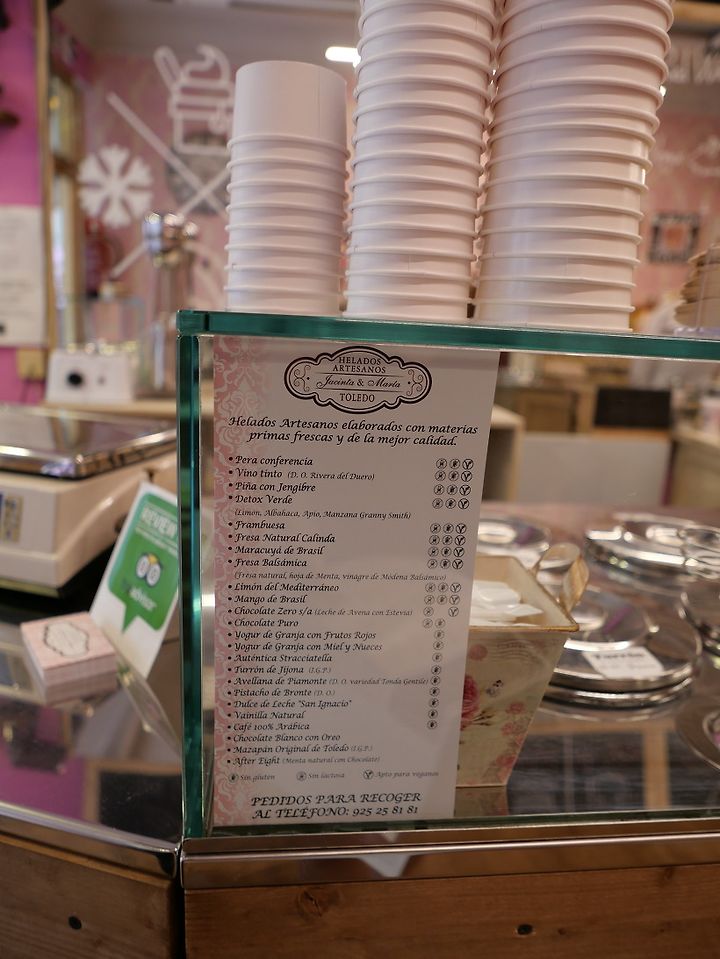 HELADOS
ARTESANOS
Jacinta & María
TOLEDO
Helados Artesanos elaborados con materias
primas frescas y de la mejor calidad.
• Pera conferencia
• Vino tinto (D. O. Rivera del Duero)
• Piña con Jengibre
• Detox Verde
(Limón, Albahaca, Apio, Manzana Granny Smith)
• Frambuesa
• Fresa Natural Calinda
• Maracuyá de Brasil
• Fresa Balsámica
(Fresa natural, hoja de Menta, vinagre de Módena Balsámico)
• Limón del Mediterráneo
• Mango de Brasil
• Chocolate Zero s/a (Leche de Avena con Estevia)
• Chocolate Puro
• Yogur de Granja con Frutos Rojos
• Yogur de Granja con Miel y Nueces
• Auténtica Stracciatella
• Turrón de Jijona (I.G.P.)
• Avellana de Piamonte (D. O. variedad Tonda Gentile)
• Pistacho de Bronte (D. O.)
• Dulce de Leche "San Ignacio"
• Vainilla Natural
• Café 100% Arábica
• Chocolate Blanco con Oreo
• Mazapán Original de Toledo (I.G.P.)
• After Eight (Menta natural con Chocolate)
Sin gluten Sin lactosa Apto para veganos
PEDIDOS PARA RECOGER
AL TELÉFONO: 925 25 81 81
REVIEW